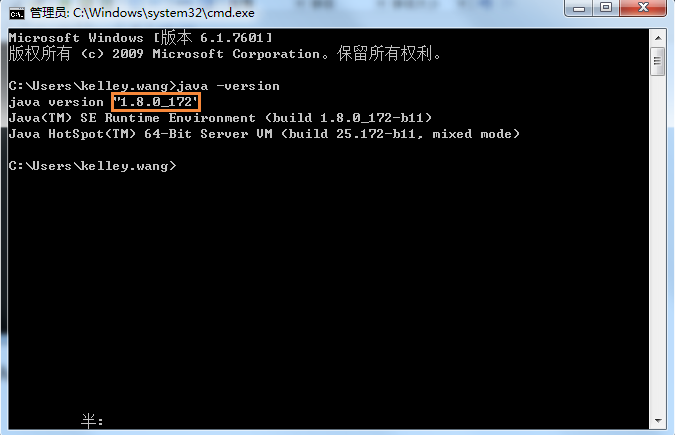 管理员: C:\Windows\system32\cmd.exe
Microsoft Windows [版本 6.1.7601]
版权所有 (c) 2009 Microsoft Corporation。保留所有权利。
C:\Users\kelley.wang>java -version
java version "1.8.0_172"
Java(TM) SE Runtime Environment (build 1.8.0_172-b11)
Java HotSpot(TM) 64-Bit Server VM (build 25.172-b11, mixed mode)
C:\Users\kelley.wang>
半: